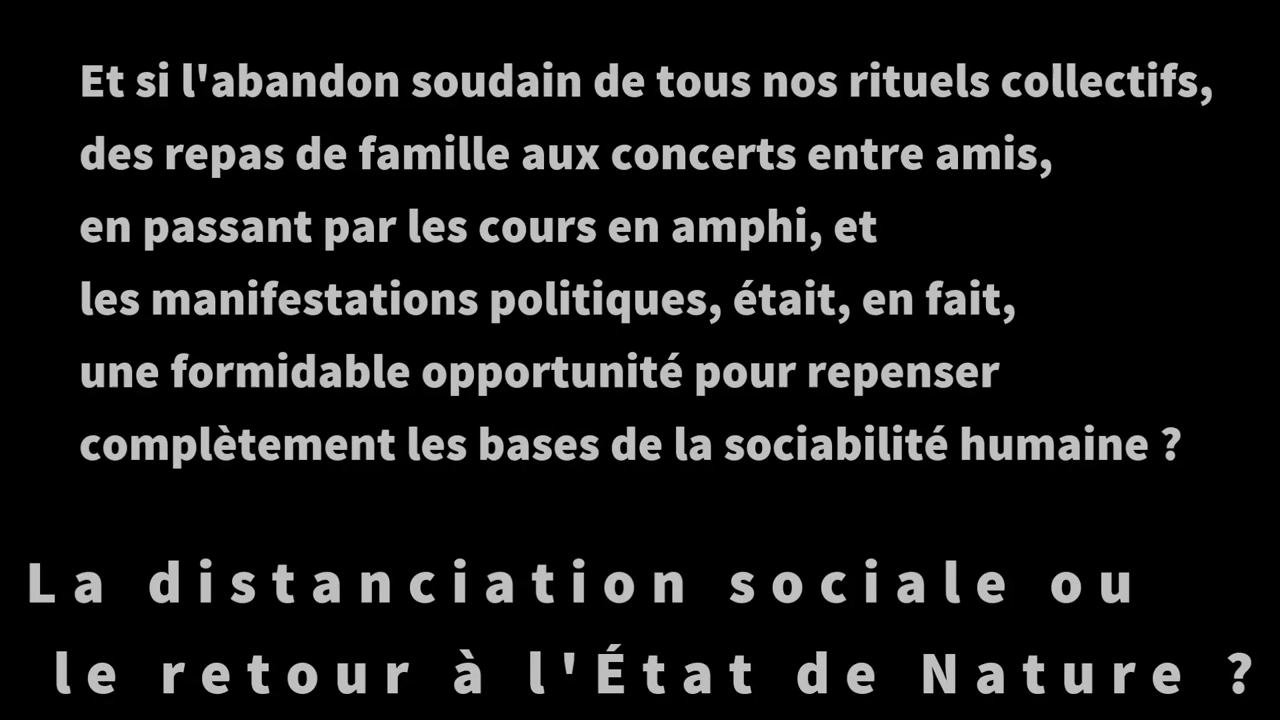 Et si l'abandon soudain de tous nos rituels collectifs,
des repas de famille aux concerts entre amis,
en passant par les cours en amphi, et
les manifestations politiques, était, en fait,
une formidable opportunité pour repenser
complètement les bases de la sociabilité humaine ?
La distanciation sociale ou
le retour à l'État de Nature ?